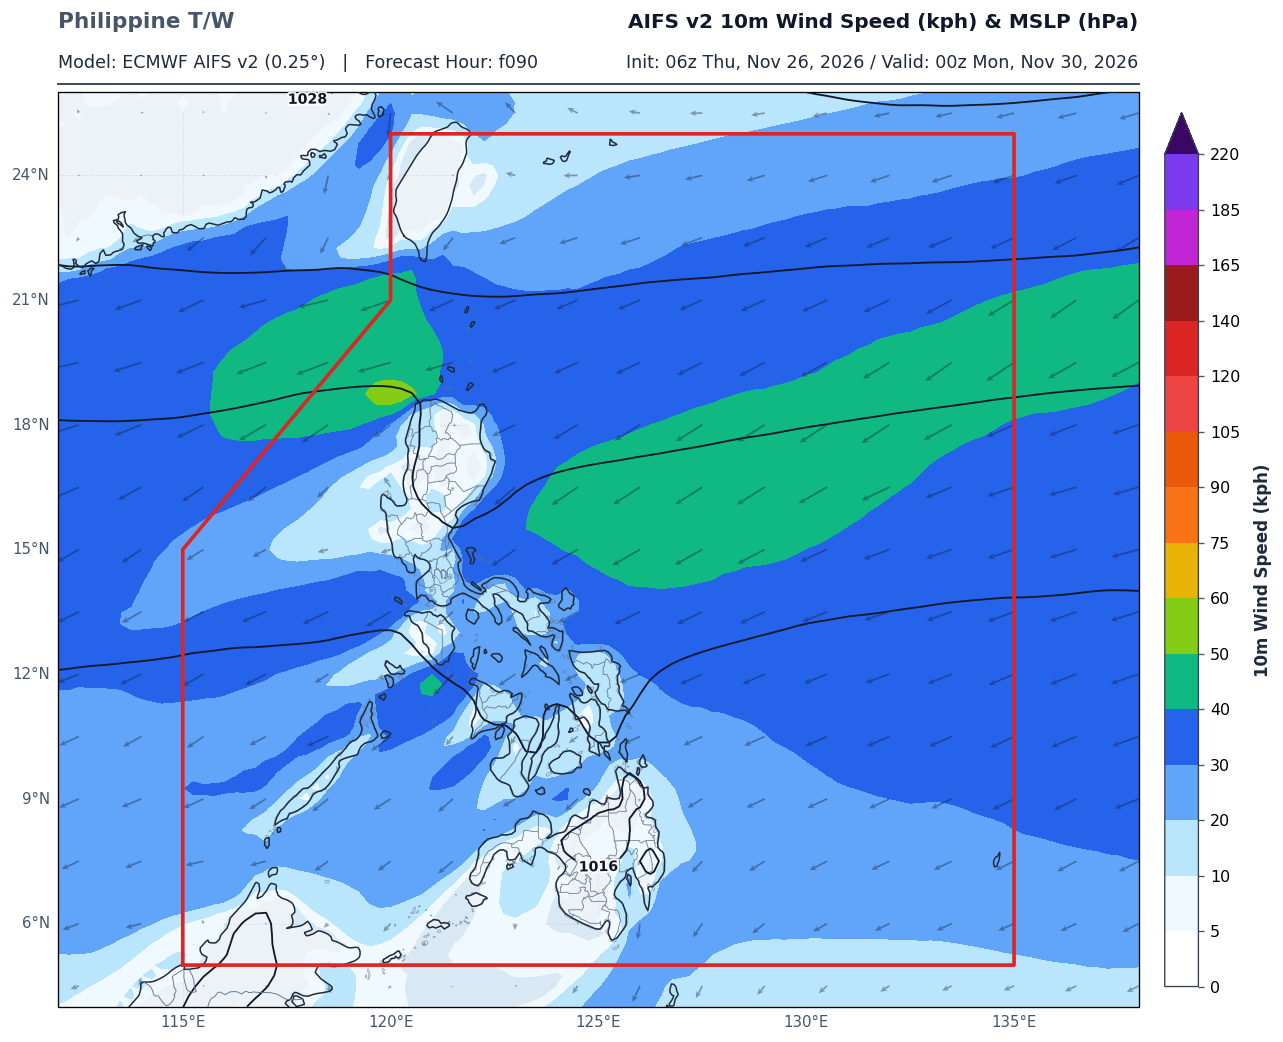 Philippine T/W
AIFS v2 10m Wind Speed (kph) & MSLP (hPa)
Model: ECMWF AIFS v2 (0.25°)   |   Forecast Hour: f090
Init: 06z Thu, Nov 26, 2026 / Valid: 00z Mon, Nov 30, 2026
1028
24°N
21°N
18°N
15°N
12°N
9°N
6°N
1016
115°E
120°E
125°E
130°E
135°E
220
185
165
140
120
105
90
75
60
50
40
30
20
10
5
0
10m Wind Speed (kph)